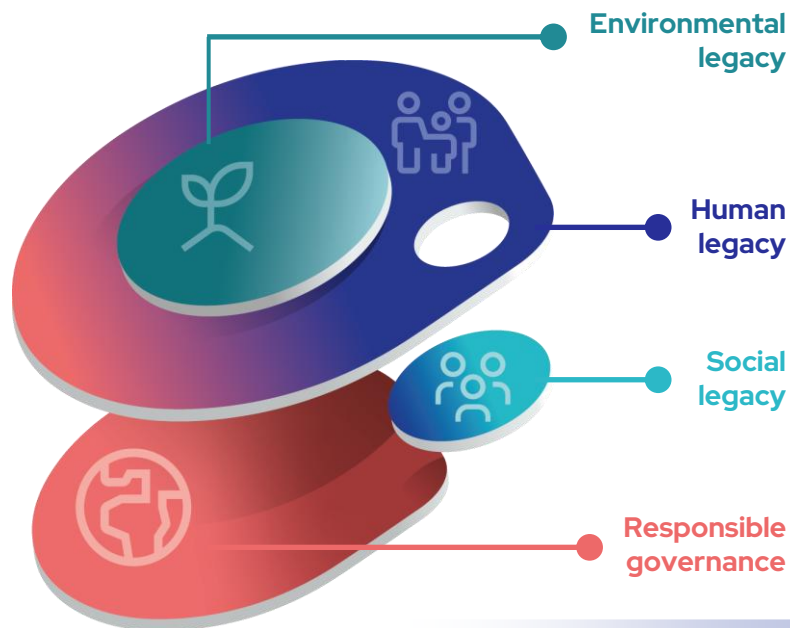 Environmental
legacy
Human
legacy
Social
legacy
Responsible
governance